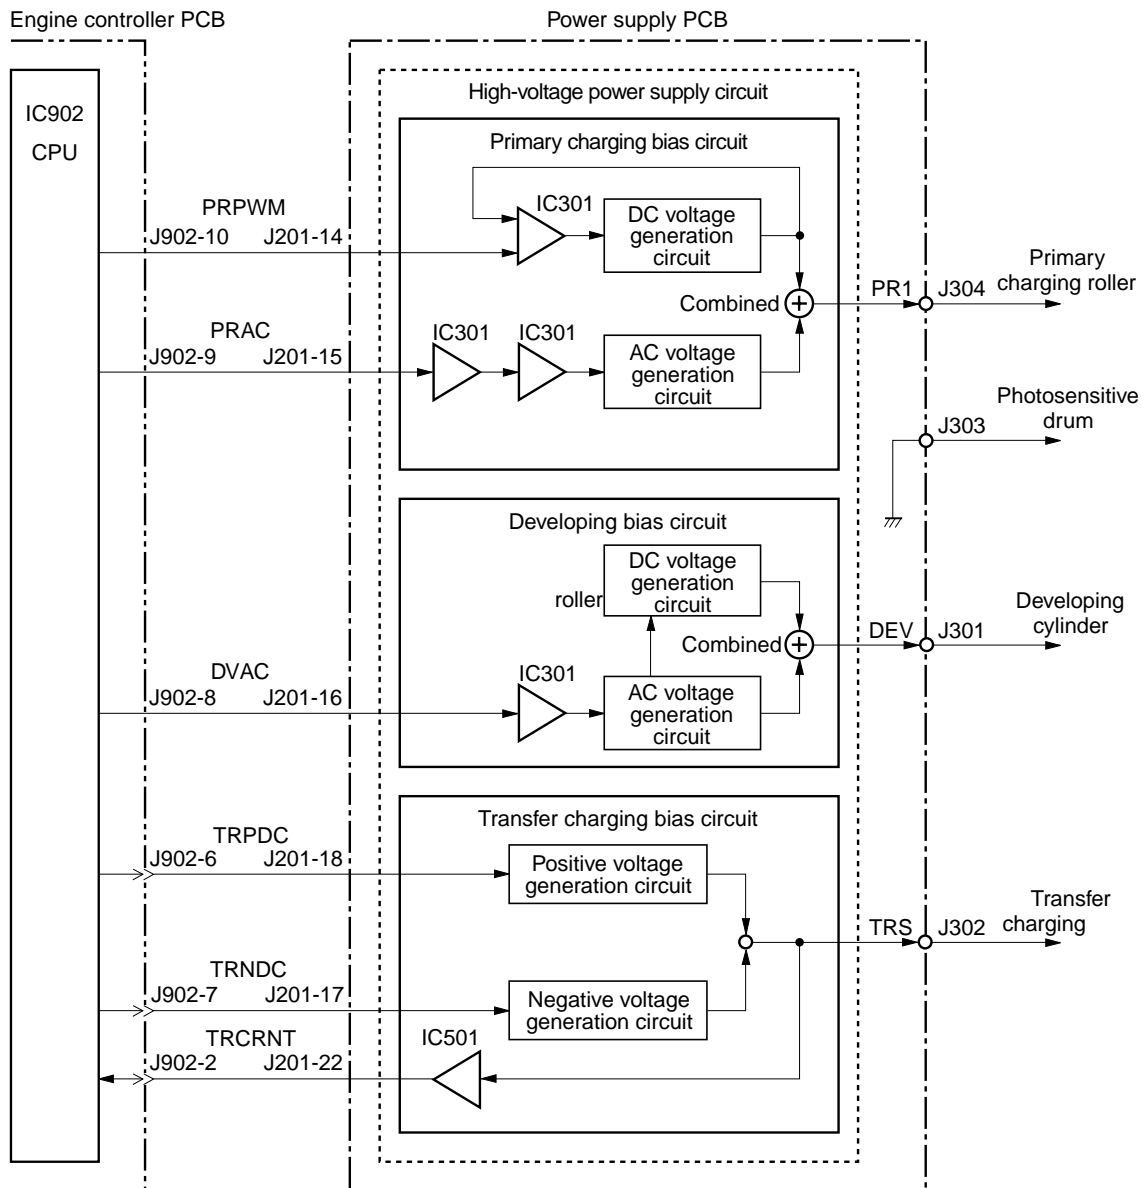 Engine controller PCB
Power supply PCB
IC902
CPU
High-voltage power supply circuit
Primary charging bias circuit
PRPWM
J902-10 J201-14
IC301
DC voltage
generation
circuit
Combined
PR1
J304
Primary
charging roller
PRAC
J902-9 J201-15
IC301
IC301
AC voltage
generation
circuit
J303
Photosensitive
drum
Developing bias circuit
DC voltage
generation
circuit
roller
Combined
DEV
J301
Developing
cylinder
DVAC
J902-8 J201-16
IC301
AC voltage
generation
circuit
Transfer charging bias circuit
TRPDC
J902-6 J201-18
Positive voltage
generation circuit
TRS
J302
Transfer
charging
TRNDC
J902-7 J201-17
Negative voltage
generation circuit
TRCRNT
J902-2 J201-22
IC501